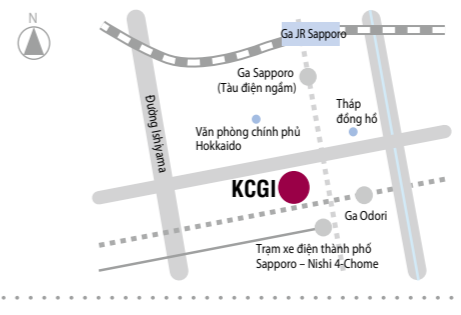 N
Ga JR Sapporo
Ga Sapporo
(Tàu điện ngầm)
Tháp
đồng hồ
Đường Ishiyama
Văn phòng chính phủ
Hokkaido
KCGI
Ga Odori
Trạm xe điện thành phố
Sapporo – Nishi 4-Chome